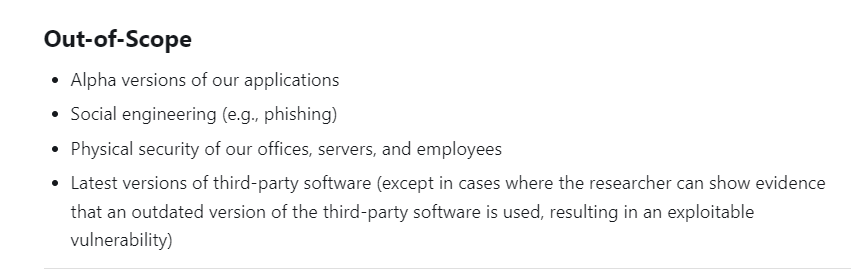 Out-of-Scope
• Alpha versions of our applications
• Social engineering (e.g., phishing)
• Physical security of our offices, servers, and employees
• Latest versions of third-party software (except in cases where the researcher can show evidence
that an outdated version of the third-party software is used, resulting in an exploitable
vulnerability)